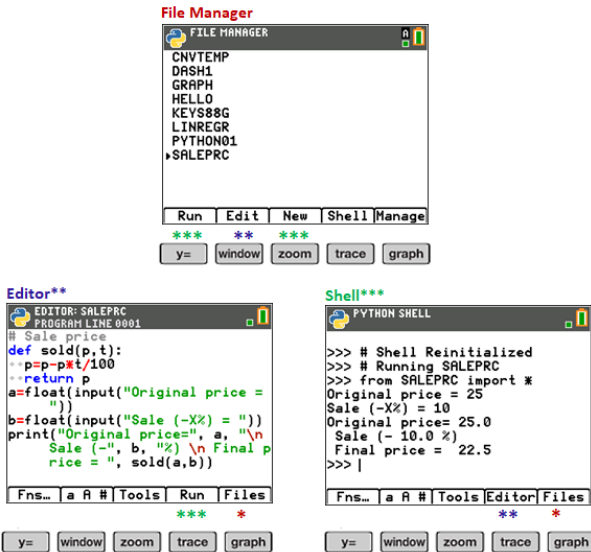 File Manager
FILE MANAGER
A
CNVTEMP
DASH1
GRAPH
HELLO
KEYS88G
LINREGR
PYTHON01
▸SALEPRC
Run Edit New Shell Manage
*** ** ***
y= window zoom trace graph
Editor**
EDITOR: SALEPRC
PROGRAM LINE 0001
# Sale price
def sold(p,t):
··p=p-p*t/100
··return p
a=float(input("Original price =
"))
b=float(input("Sale (-X%) = "))
print("Original price=", a, "\n
Sale (-", b, "%) \n Final p
rice = ", sold(a,b))
Fns… a A # Tools Run Files
*** *
y= window zoom trace graph
Shell***
PYTHON SHELL
>>> # Shell Reinitialized
>>> # Running SALEPRC
>>> from SALEPRC import *
Original price = 25
Sale (-X%) = 10
Original price= 25.0
Sale (- 10.0 %)
Final price =  22.5
>>> |
Fns… a A # Tools Editor Files
** *
y= window zoom trace graph